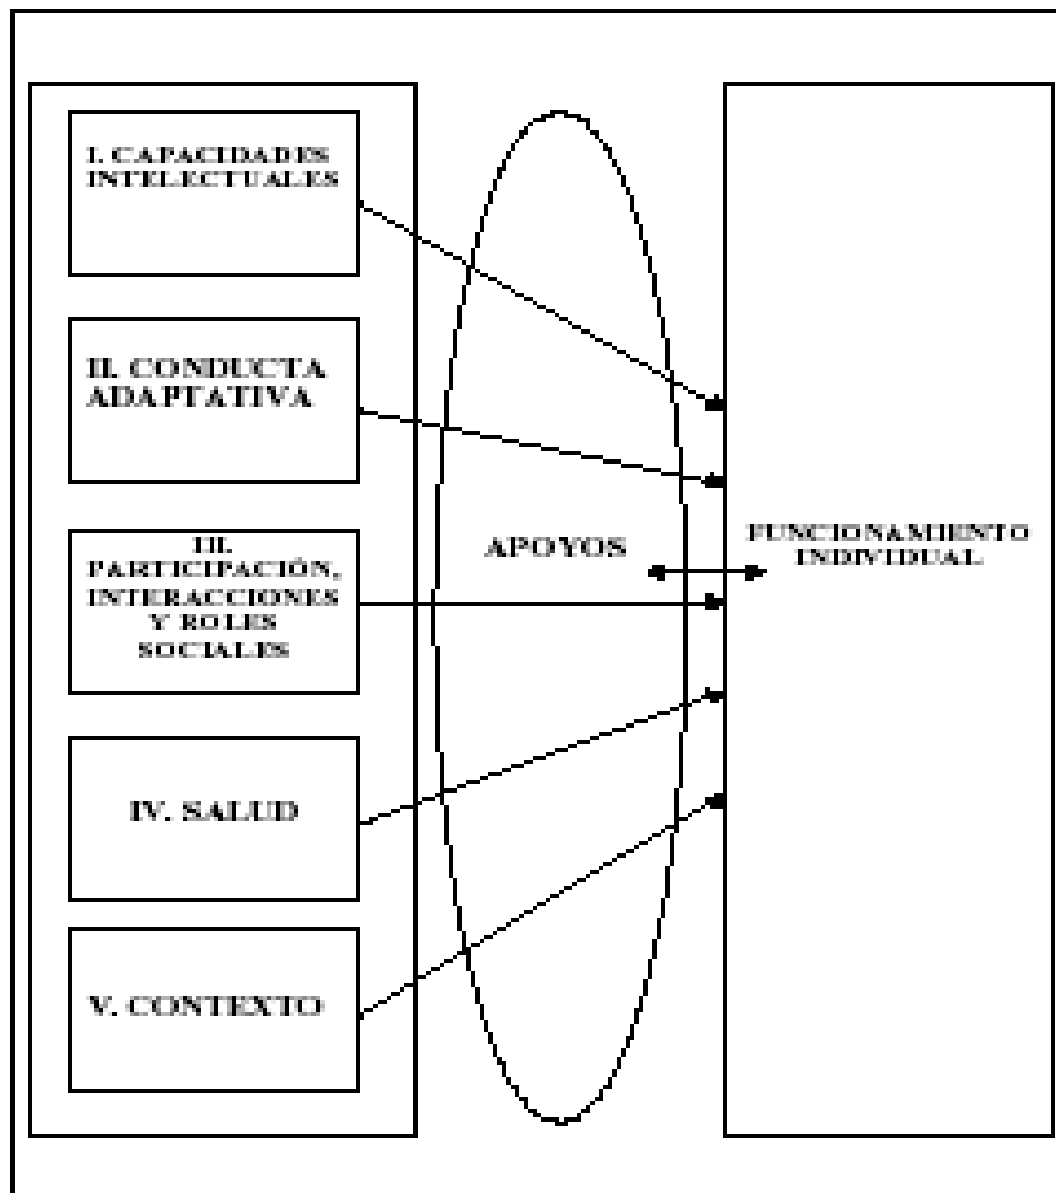 I. CAPACIDADES
INTELECTUALES
II. CONDUCTA
ADAPTATIVA
III.
PARTICIPACIÓN,
INTERACCIONES
Y ROLES
SOCIALES
IV. SALUD
V. CONTEXTO
APOYOS
FUNCIONAMIENTO
INDIVIDUAL